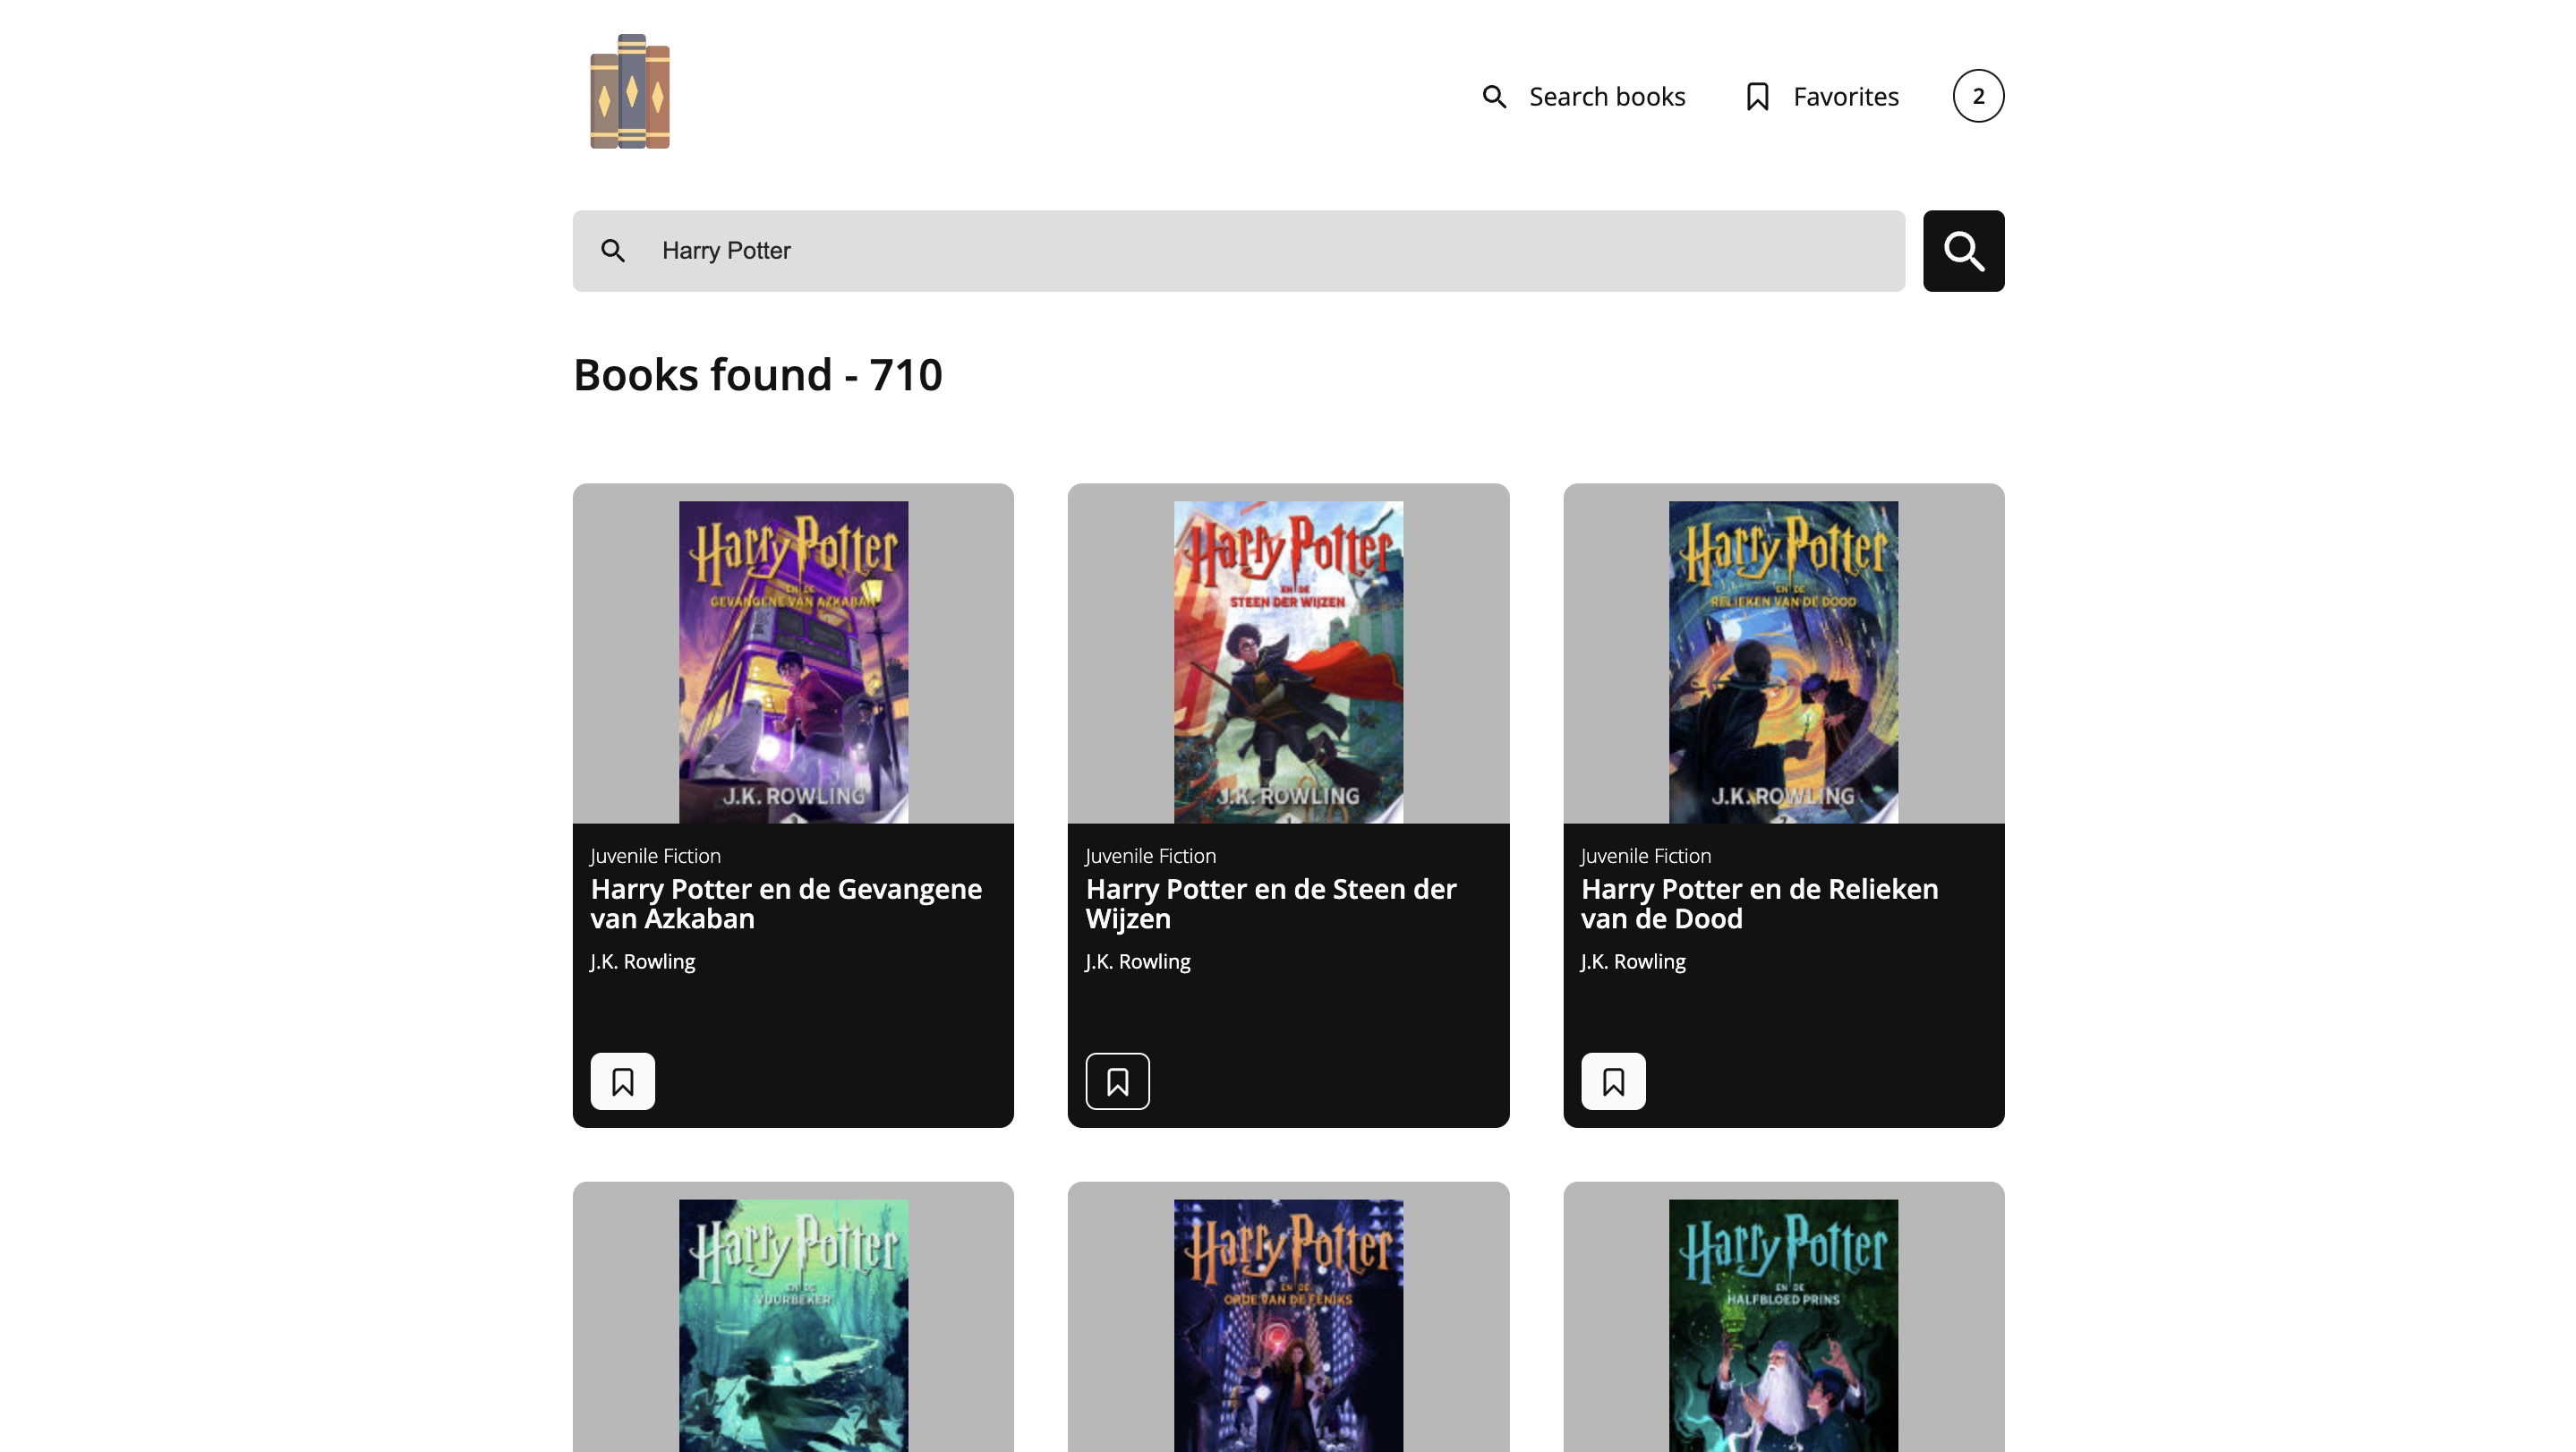 Search books
Favorites
2
Harry Potter
Books found - 710
Harry Potter
EN DE
GEVANGENE VAN AZKABAN
J.K. ROWLING
3
Harry Potter
EN DE
STEEN DER WIJZEN
J.K. ROWLING
1
Harry Potter
EN DE
RELIEKEN VAN DE DOOD
J.K. ROWLING
7
Juvenile Fiction
Harry Potter en de Gevangene
van Azkaban
J.K. Rowling
Juvenile Fiction
Harry Potter en de Steen der
Wijzen
J.K. Rowling
Juvenile Fiction
Harry Potter en de Relieken
van de Dood
J.K. Rowling
Harry Potter
EN DE
VUURBEKER
Harry Potter
EN DE
ORDE VAN DE FENIKS
Harry Potter
EN DE
HALFBLOED PRINS